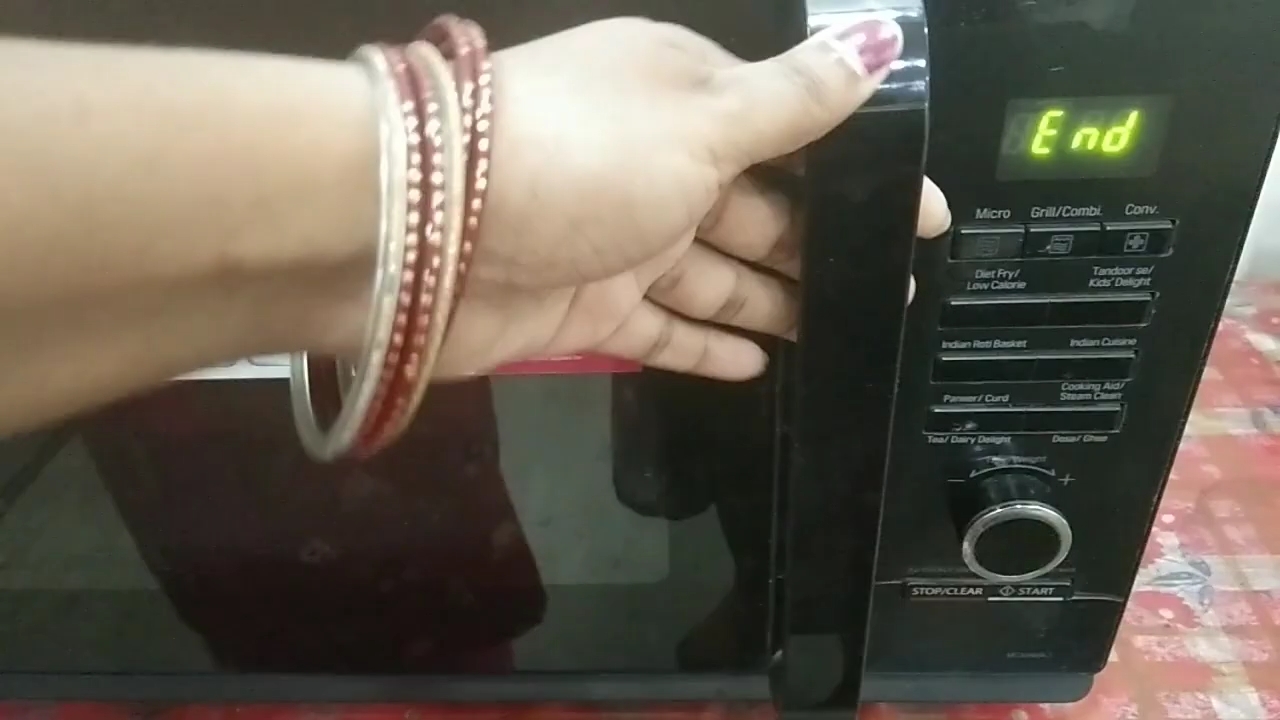 End
Micro Grill/Combi. Conv.
Diet Fry/ Tandoor se/
Low Calorie Kids' Delight
Indian Roti Basket Indian Cuisine
Cooking Aid/
Paneer/ Curd Steam Clean
Tea/ Dairy Delight Dosa/ Ghee
Weight
− +
STOP/CLEAR START